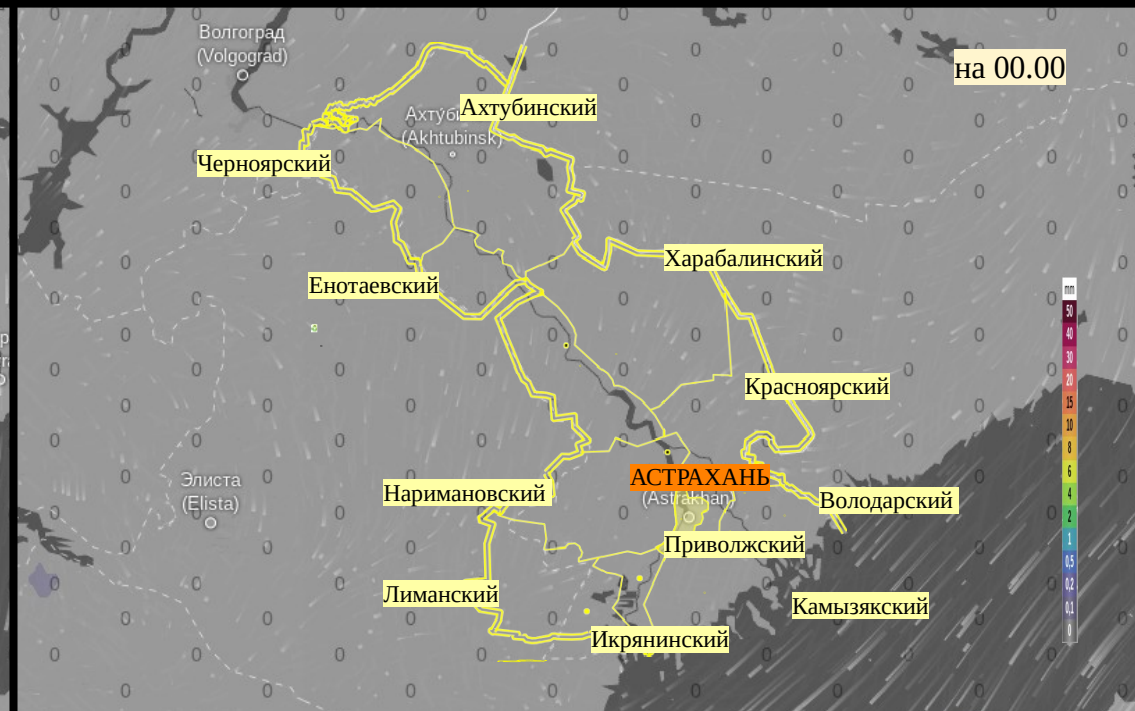 Волгоград
(Volgograd)
на 00.00
Ахтубинский
(Akhtubinsk)
Черноярский
Харабалинский
Енотаевский
mm
50
40
30
20
15
10
8
6
4
2
1
0,5
0,2
0,1
0
Красноярский
АСТРАХАНЬ
(Astrakhan)
Элиста
(Elista)
Наримановский
Володарский
Приволжский
Лиманский
Камызякский
Икрянинский